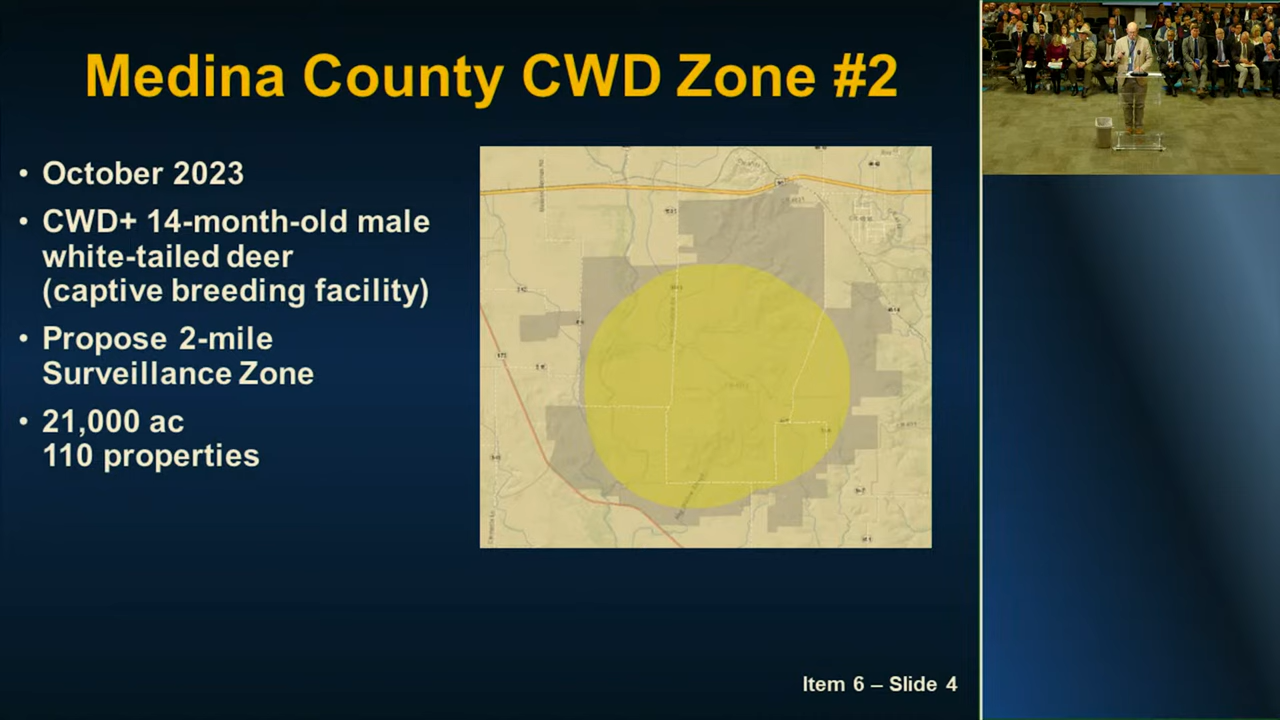 Medina County CWD Zone #2
• October 2023
• CWD+ 14-month-old male
white-tailed deer
(captive breeding facility)
• Propose 2-mile
Surveillance Zone
• 21,000 ac
110 properties
Item 6 – Slide 4